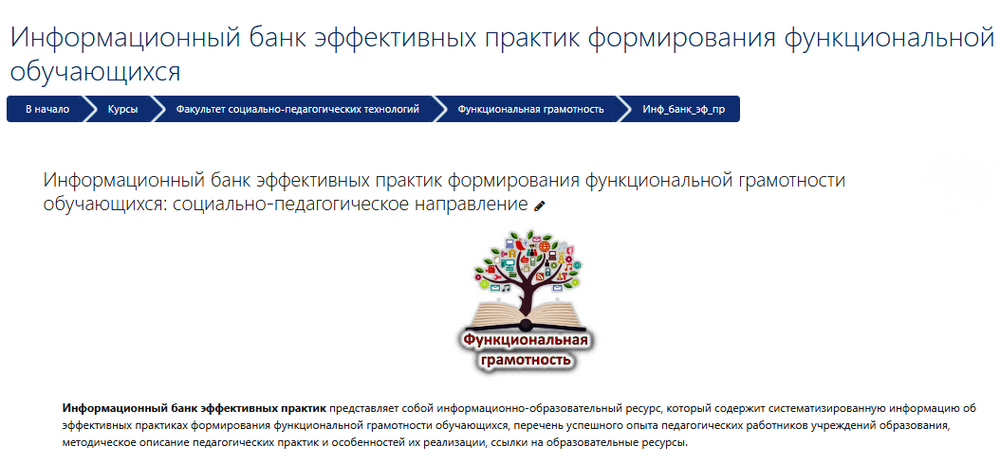 Информационный банк эффективных практик формирования функциональной
обучающихся
В начало
Курсы
Факультет социально-педагогических технологий
Функциональная грамотность
Инф_банк_эф_пр
Информационный банк эффективных практик формирования функциональной грамотности
обучающихся: социально-педагогическое направление
Функциональная
грамотность
Информационный банк эффективных практик представляет собой информационно-образовательный ресурс, который содержит систематизированную информацию об
эффективных практиках формирования функциональной грамотности обучающихся, перечень успешного опыта педагогических работников учреждений образования,
методическое описание педагогических практик и особенностей их реализации, ссылки на образовательные ресурсы.